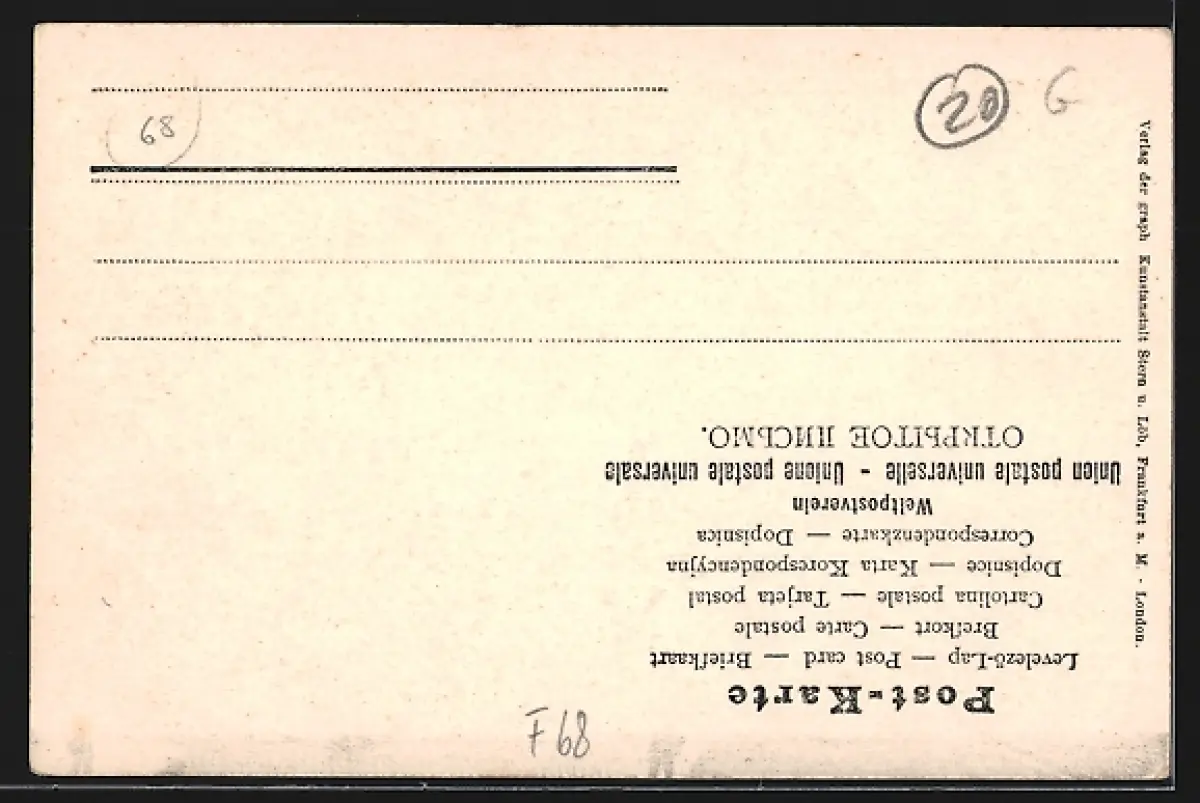 Post-Karte
Levelező-Lap — Post card — Briefkaart
Brefkort — Carte postale
Cartolina postale — Tarjeta postal
Dopisnice — Karta Korespondencyjna
Correspondenzkarte — Dopisnica
Weltpostverein
Union postale universelle - Unione postale universale
ОТКРЫТОЕ ПИСЬМО.
Verlag der graph Kunstanstalt Stern u. Löb, Frankfurt a. M. - London.
68
20
G
F 68